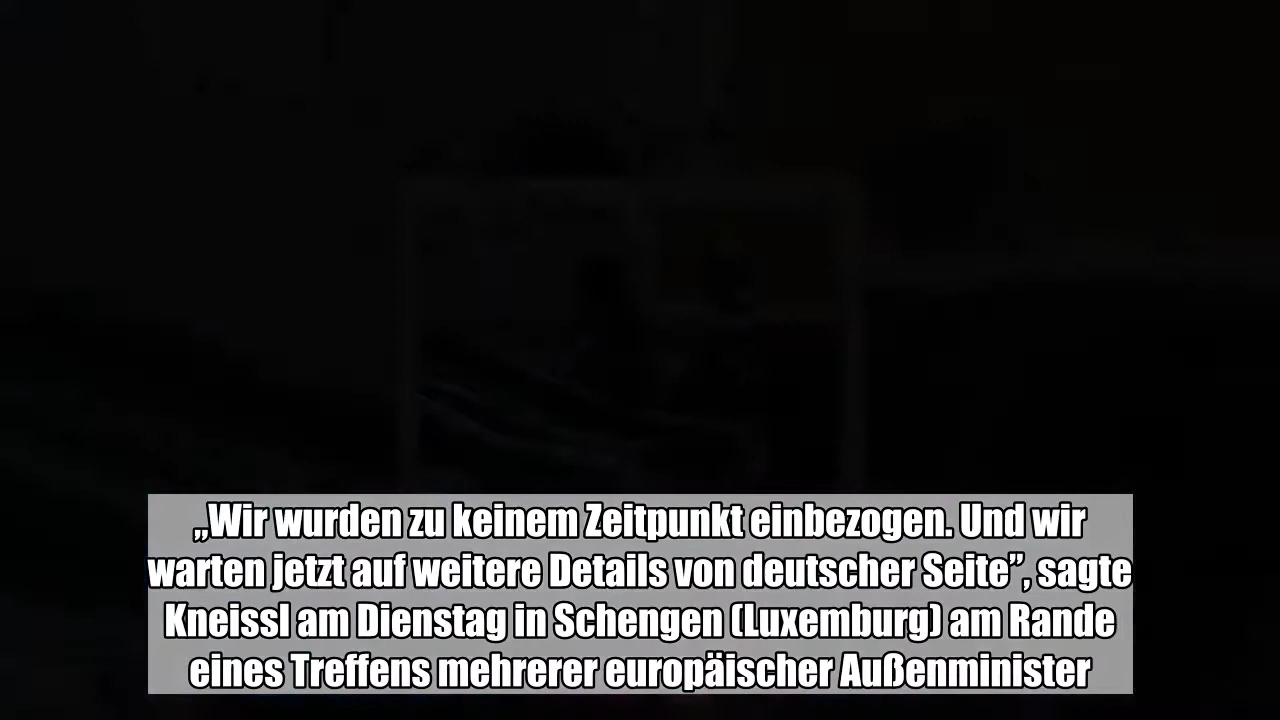 „Wir wurden zu keinem Zeitpunkt einbezogen. Und wir
warten jetzt auf weitere Details von deutscher Seite”, sagte
Kneissl am Dienstag in Schengen (Luxemburg) am Rande
eines Treffens mehrerer europäischer Außenminister